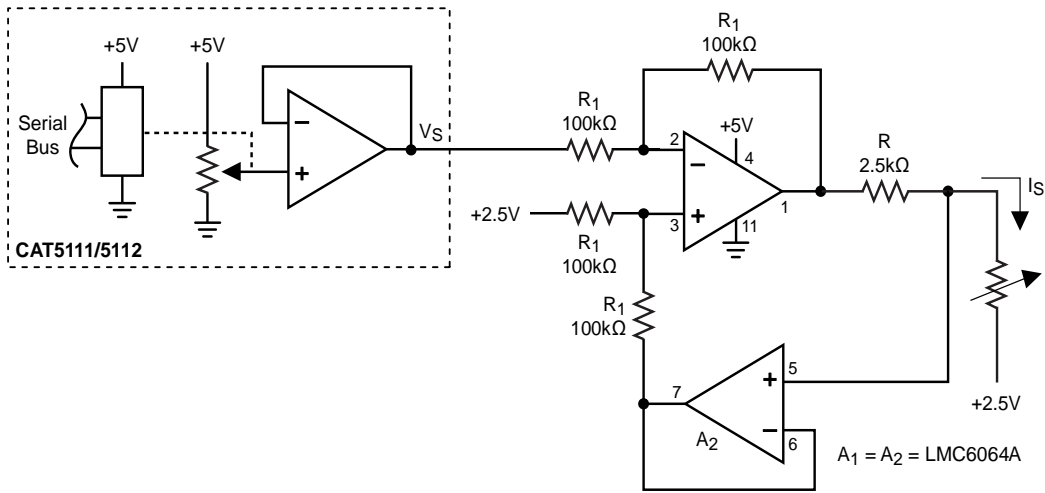 +5V
+5V
Serial
Bus
VS
+
CAT5111/5112
R1
100kΩ
R1
100kΩ
+5V
2
4
+2.5V
3
+
11
1
R1
100kΩ
R
2.5kΩ
IS
R1
100kΩ
+2.5V
5
+
7
6
A2
A1 = A2 = LMC6064A